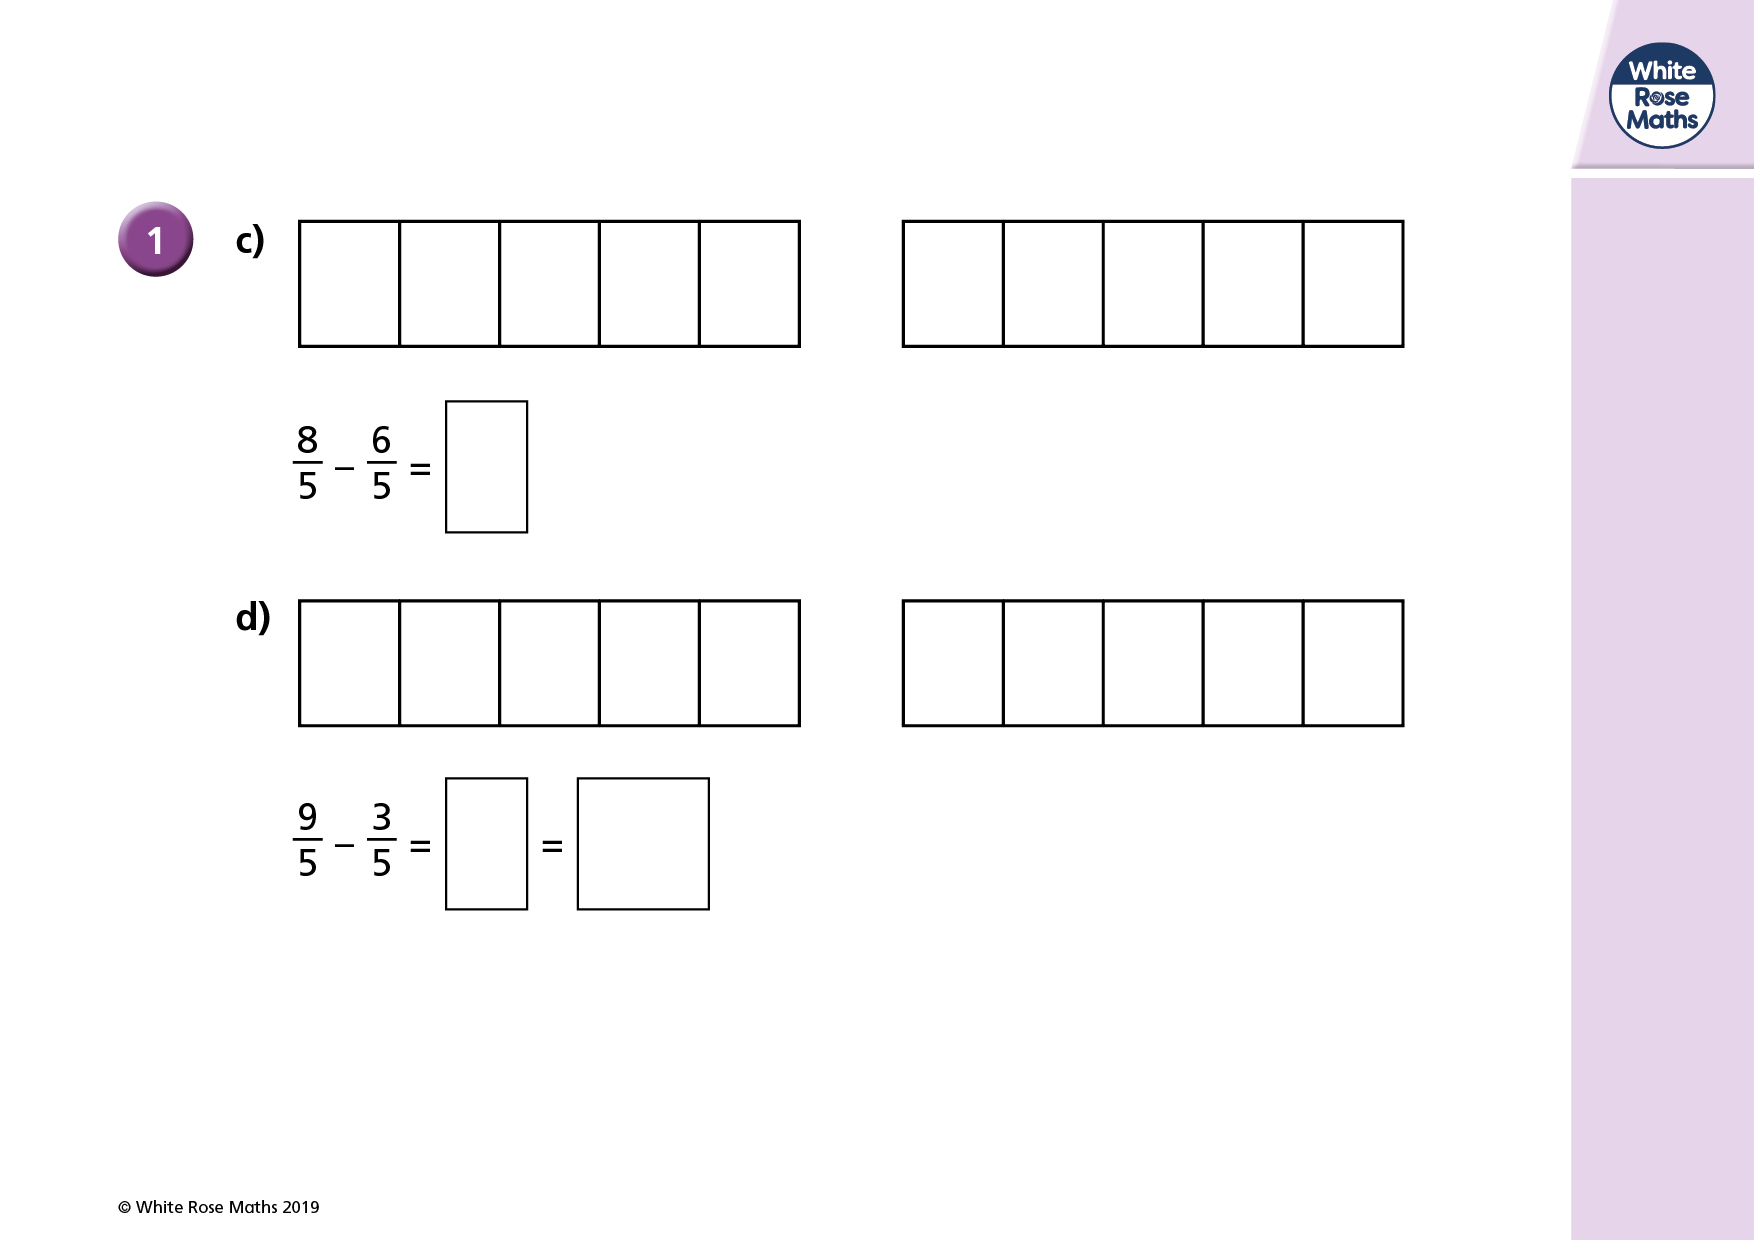 White
Rose
Maths
1 c)
8/5 – 6/5 =
d)
9/5 – 3/5 = =
© White Rose Maths 2019